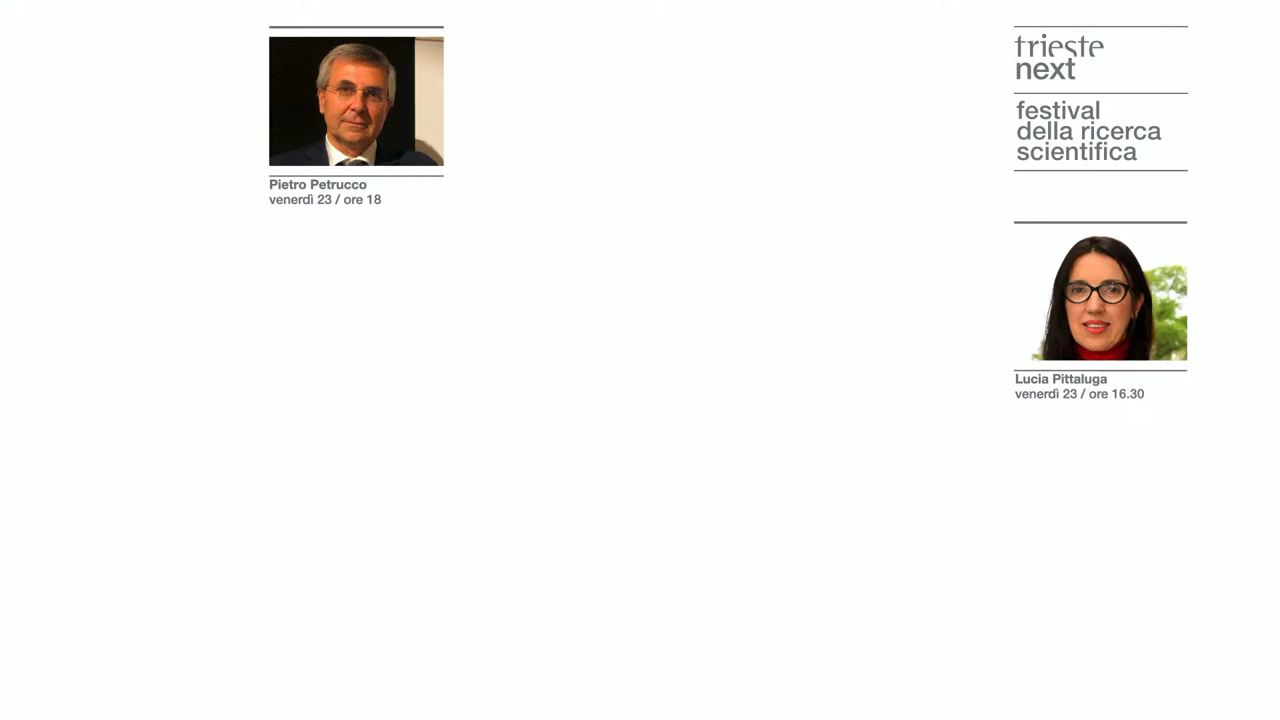 Pietro Petrucco
venerdì 23 / ore 18
trieste
next
festival
della ricerca
scientifica
Lucia Pittaluga
venerdì 23 / ore 16.30